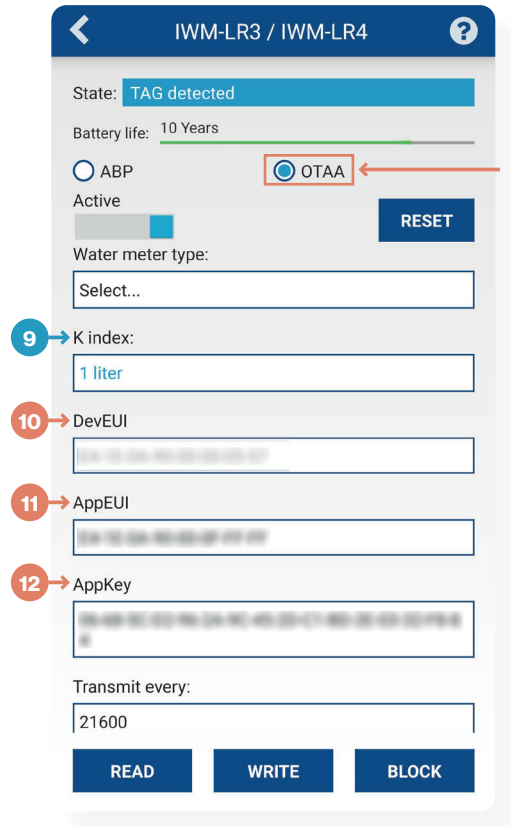 IWM-LR3 / IWM-LR4 ?
State: TAG detected
Battery life: 10 Years
ABP OTAA
Active
RESET
Water meter type:
Select...
9 K index:
1 liter
10 DevEUI
11 AppEUI
12 AppKey
Transmit every:
21600
READ WRITE BLOCK